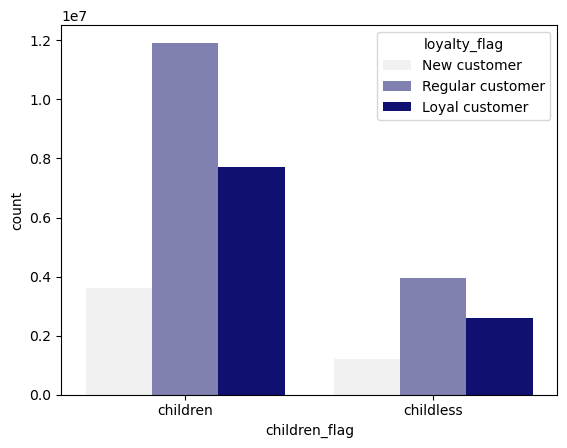 1e7
1.2
1.0
0.8
0.6
0.4
0.2
0.0
count
loyalty_flag
New customer
Regular customer
Loyal customer
children
childless
children_flag